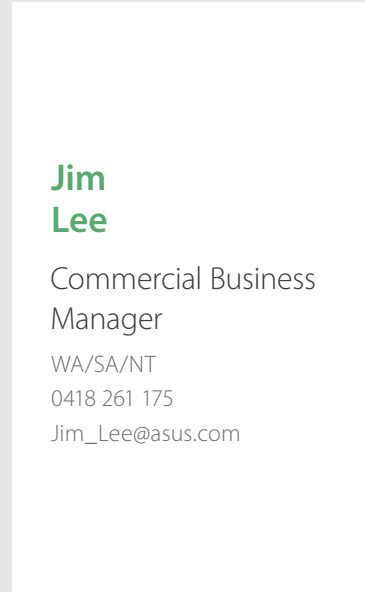 Jim
Lee
Commercial Business
Manager
WA/SA/NT
0418 261 175
Jim_Lee@asus.com